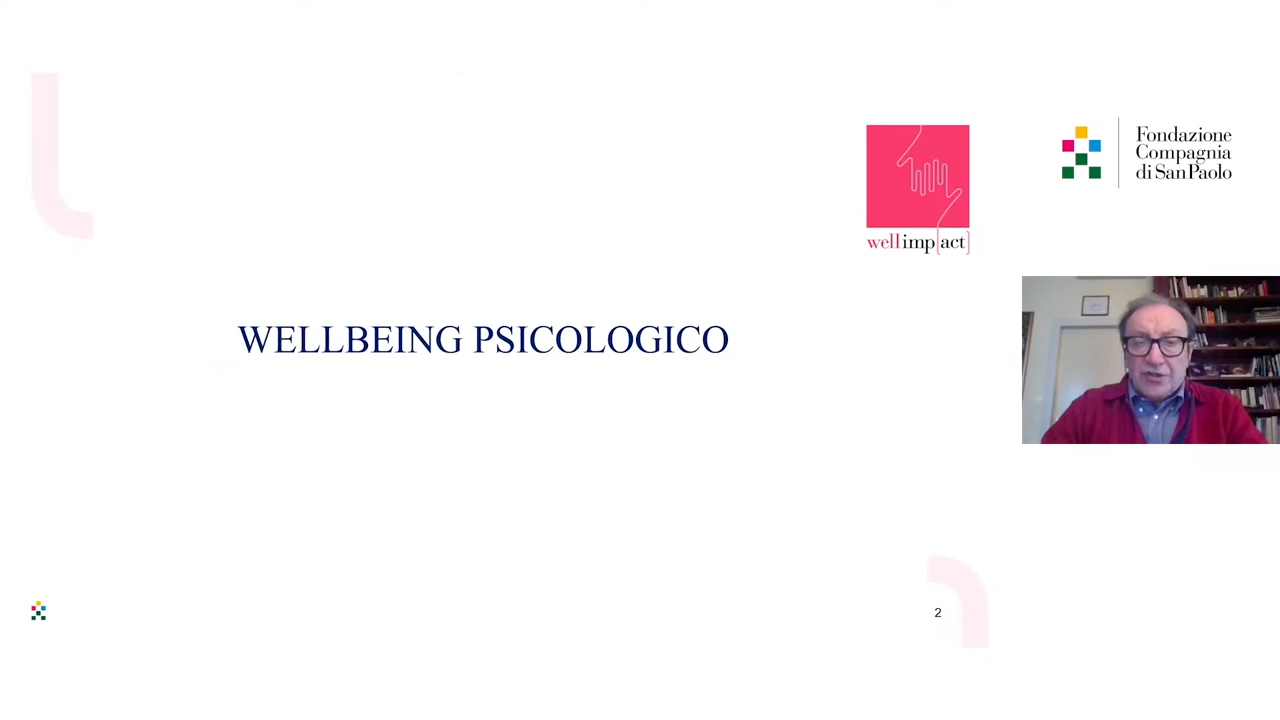 Fondazione
Compagnia
di San Paolo
wellimp[act]
WELLBEING PSICOLOGICO
2